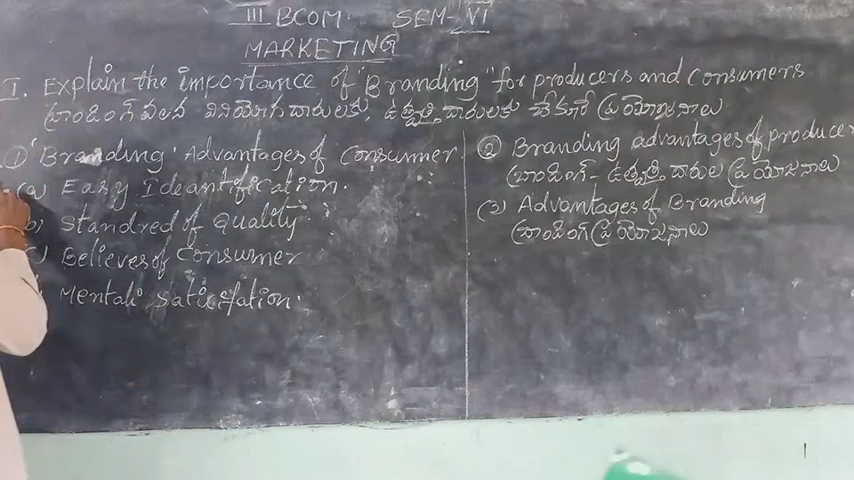 III BCOM. SEM-VI
MARKETING
I. Explain the importance of "Branding" for producers and consumers
బ్రాండింగ్ వలన వినియోగదారులకు, ఉత్పత్తి దారులకు చేకూరే ప్రయోజనాలు
① 'Branding' Advantages of Consumer
(a) Easy Ideantification.
b) Standred of Quality
c) Believes of Consumer
Mental Satisifation.
② Branding advantages of producer
బ్రాండింగ్ - ఉత్పత్తి దారుల ప్రయోజనాలు
(3) Advantages of Branding
బ్రాండింగ్ ప్రయోజనాలు